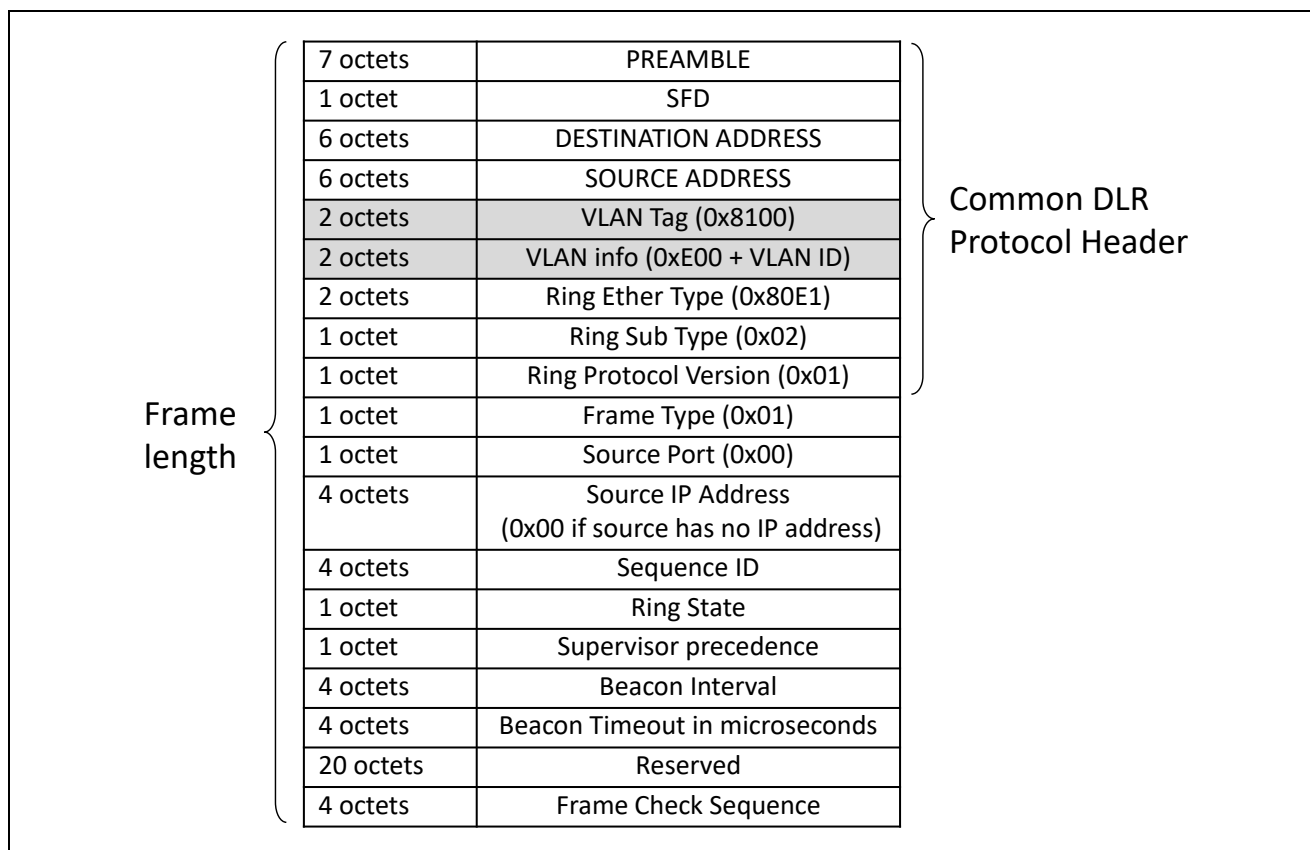 7 octets PREAMBLE
1 octet SFD
6 octets DESTINATION ADDRESS
6 octets SOURCE ADDRESS
2 octets VLAN Tag (0x8100)
2 octets VLAN info (0xE00 + VLAN ID)
2 octets Ring Ether Type (0x80E1)
1 octet Ring Sub Type (0x02)
1 octet Ring Protocol Version (0x01)
1 octet Frame Type (0x01)
1 octet Source Port (0x00)
4 octets Source IP Address
(0x00 if source has no IP address)
4 octets Sequence ID
1 octet Ring State
1 octet Supervisor precedence
4 octets Beacon Interval
4 octets Beacon Timeout in microseconds
20 octets Reserved
4 octets Frame Check Sequence
Frame
length
Common DLR
Protocol Header